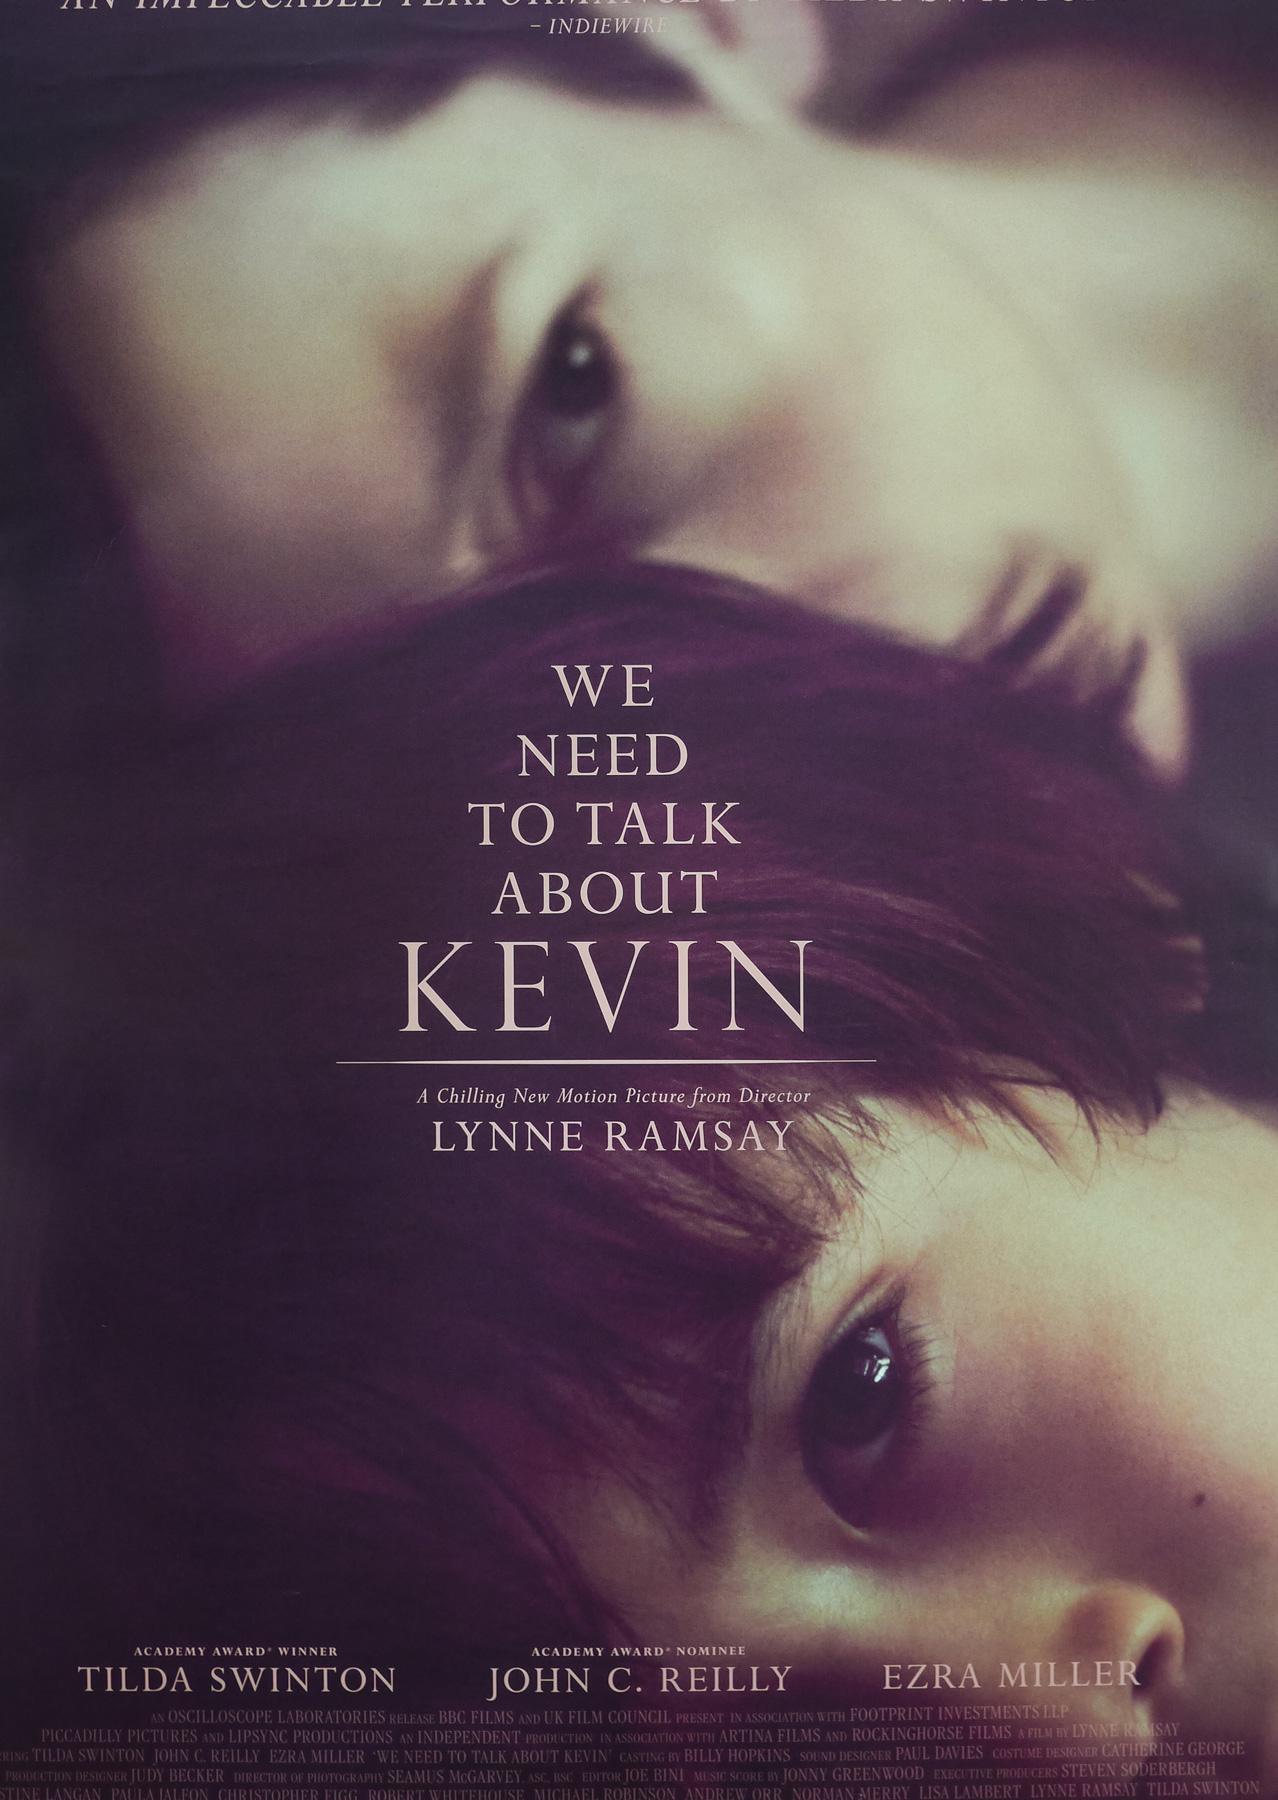 AN IMPECCABLE PERFORMANCE BY TILDA SWINTON
– INDIEWIRE
WE
NEED
TO TALK
ABOUT
KEVIN
A Chilling New Motion Picture from Director
LYNNE RAMSAY
ACADEMY AWARD® WINNER
TILDA SWINTON
ACADEMY AWARD® NOMINEE
JOHN C. REILLY
EZRA MILLER
AN OSCILLOSCOPE LABORATORIES RELEASE BBC FILMS AND UK FILM COUNCIL PRESENT IN ASSOCIATION WITH FOOTPRINT INVESTMENTS LLP
PICCADILLY PICTURES AND LIPSYNC PRODUCTIONS AN INDEPENDENT PRODUCTION IN ASSOCIATION WITH ARTINA FILMS AND ROCKINGHORSE FILMS A FILM BY LYNNE RAMSAY
TILDA SWINTON JOHN C. REILLY EZRA MILLER 'WE NEED TO TALK ABOUT KEVIN' CASTING BY BILLY HOPKINS SOUND DESIGNER PAUL DAVIES COSTUME DESIGNER CATHERINE GEORGE
PRODUCTION DESIGNER JUDY BECKER DIRECTOR OF PHOTOGRAPHY SEAMUS McGARVEY, ASC, BSC EDITOR JOE BINI MUSIC SCORE BY JONNY GREENWOOD EXECUTIVE PRODUCERS STEVEN SODERBERGH
LANGAN PAULA JALFON CHRISTOPHER FIGG ROBERT WHITEHOUSE MICHAEL ROBINSON ANDREW ORR NORMAN MERRY LISA LAMBERT LYNNE RAMSAY TILDA SWINTON